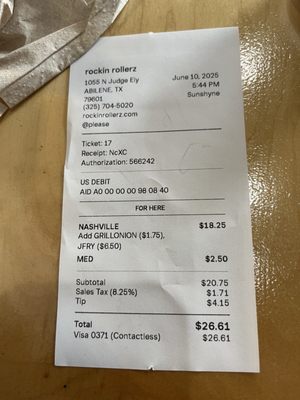 rockin rollerz
1055 N Judge Ely
ABILENE, TX
79601
(325) 704-5020
rockinrollerz.com
@please
June 10, 2025
5:44 PM
Sunshyne
Ticket: 17
Receipt: NcXC
Authorization: 566242
US DEBIT
AID A0 00 00 00 98 08 40
FOR HERE
NASHVILLE $18.25
Add GRILLONION ($1.75),
JFRY ($6.50)
MED $2.50
Subtotal $20.75
Sales Tax (8.25%) $1.71
Tip $4.15
Total $26.61
Visa 0371 (Contactless) $26.61